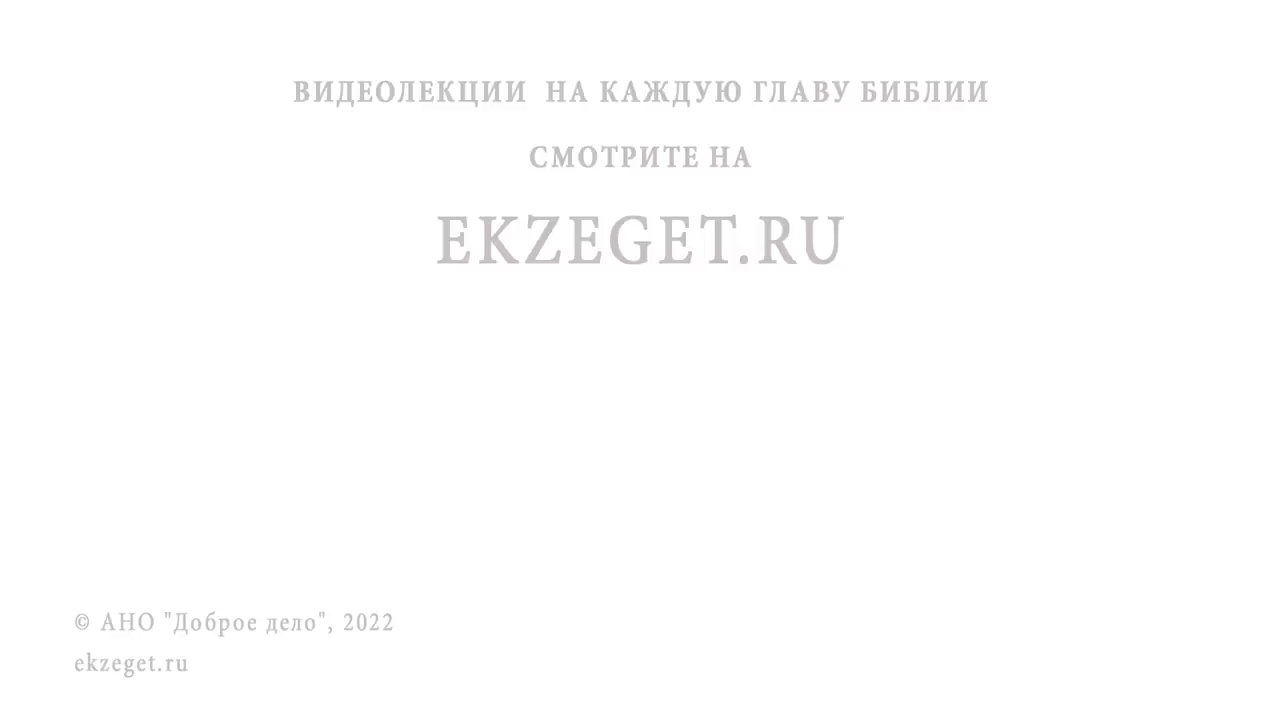 ВИДЕОЛЕКЦИИ НА КАЖДУЮ ГЛАВУ БИБЛИИ
СМОТРИТЕ НА
EKZEGET.RU
© АНО "Доброе дело", 2022
ekzeget.ru